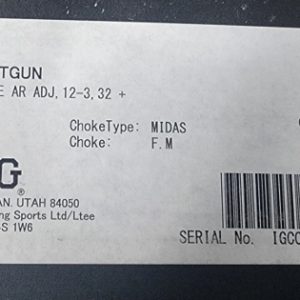 TGUN
E AR ADJ, 12-3, 32 +
ChokeType: MIDAS
Choke: F.M
G
AN. UTAH 84050
ng Sports Ltd/Ltee
S 1W6
SERIAL No. IGCC